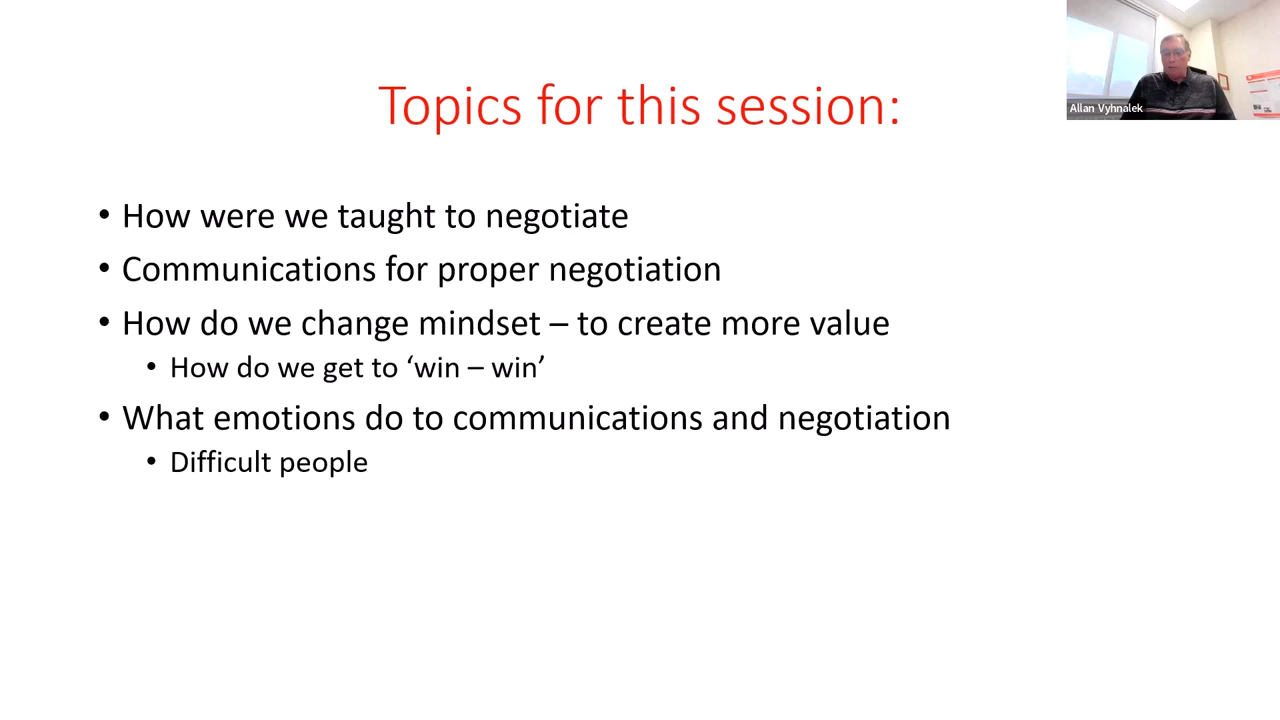 Topics for this session:
Allan Vyhnalek
• How were we taught to negotiate
• Communications for proper negotiation
• How do we change mindset – to create more value
• How do we get to ‘win – win’
• What emotions do to communications and negotiation
• Difficult people